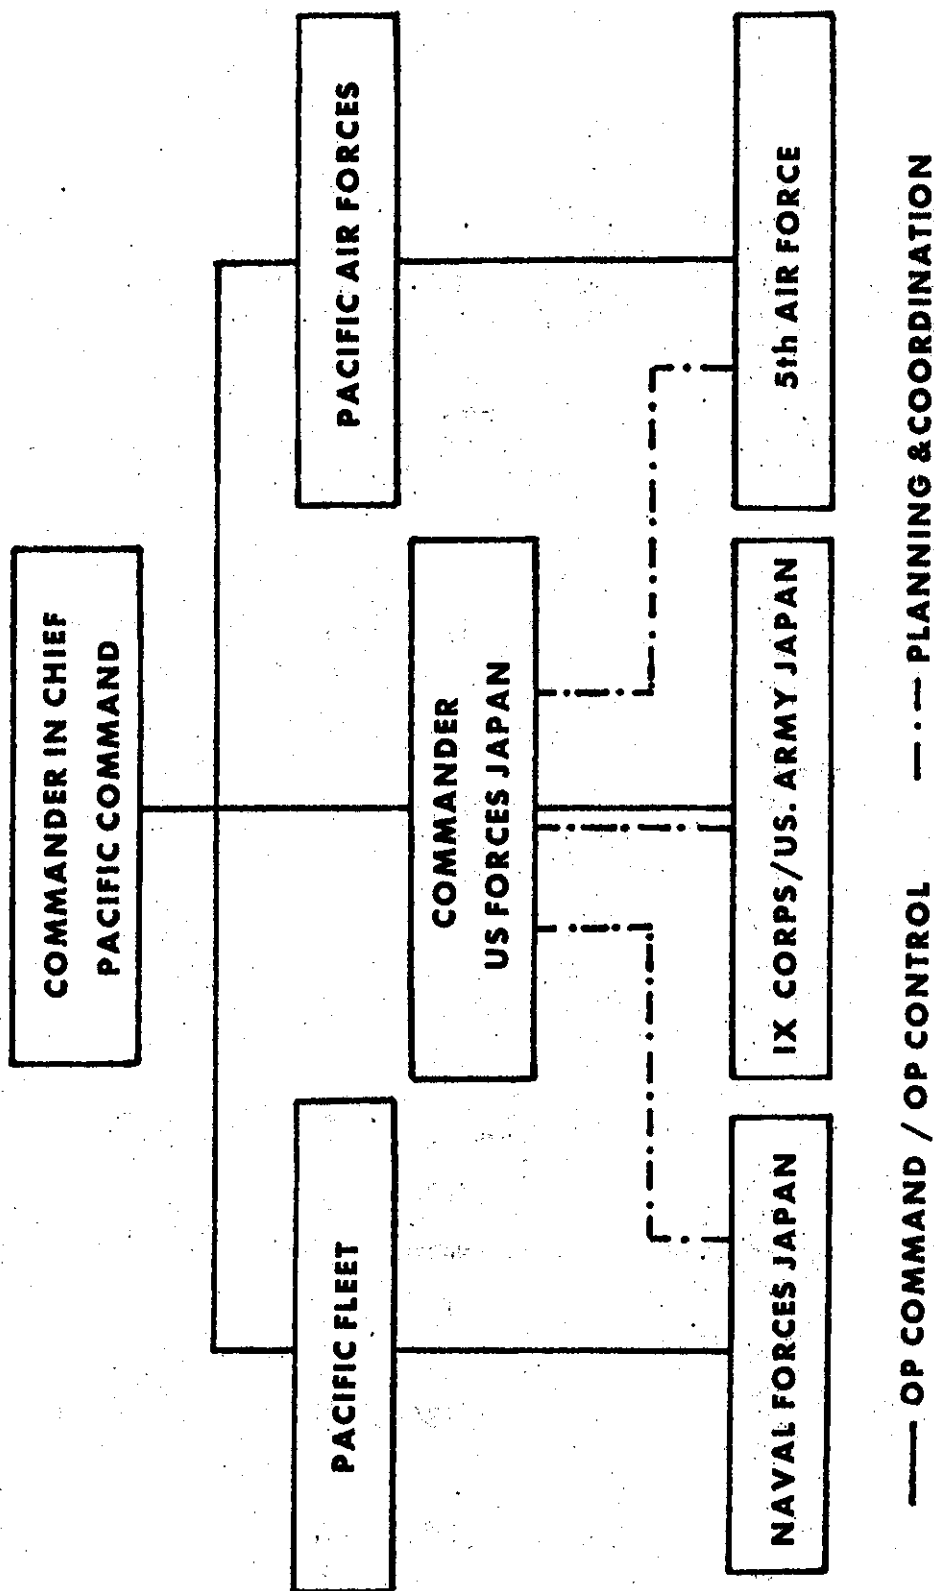 COMMANDER IN CHIEF
PACIFIC COMMAND
PACIFIC FLEET
PACIFIC AIR FORCES
COMMANDER
US FORCES JAPAN
NAVAL FORCES JAPAN
IX CORPS/US. ARMY JAPAN
5th AIR FORCE
OP COMMAND / OP CONTROL
PLANNING & COORDINATION